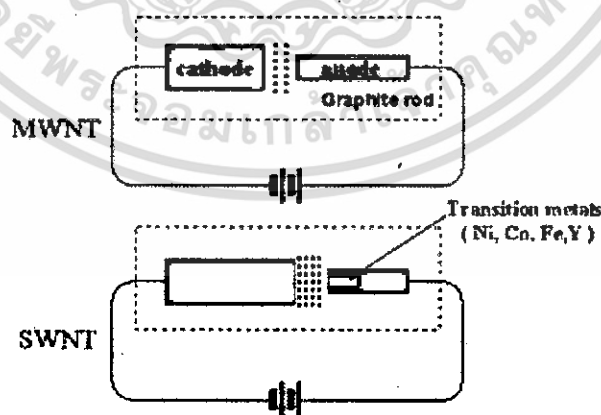 cathode
anode
Graphite rod
MWNT
Transition metals
( Ni, Co, Fe,Y )
SWNT